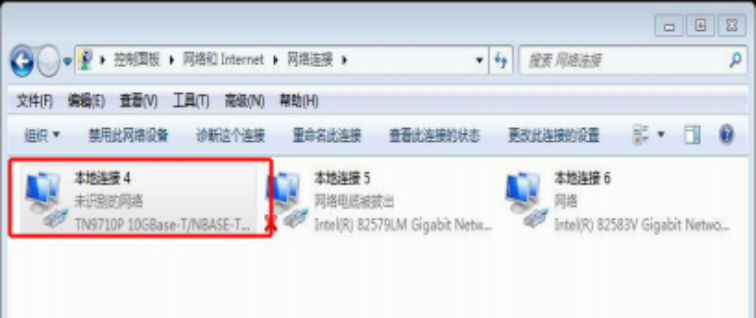 控制面板 ▸ 网络和 Internet ▸ 网络连接 ▸
搜索 网络连接
文件(F) 编辑(E) 查看(V) 工具(T) 高级(N) 帮助(H)
组织 禁用此网络设备 诊断这个连接 重命名此连接 查看此连接的状态 更改此连接的设置
本地连接 4
未识别的网络
TN9710P 10GBase-T/NBASE-T...
本地连接 5
网络电缆被拔出
Intel(R) 82579LM Gigabit Netw...
本地连接 6
网络
Intel(R) 82583V Gigabit Netwo...